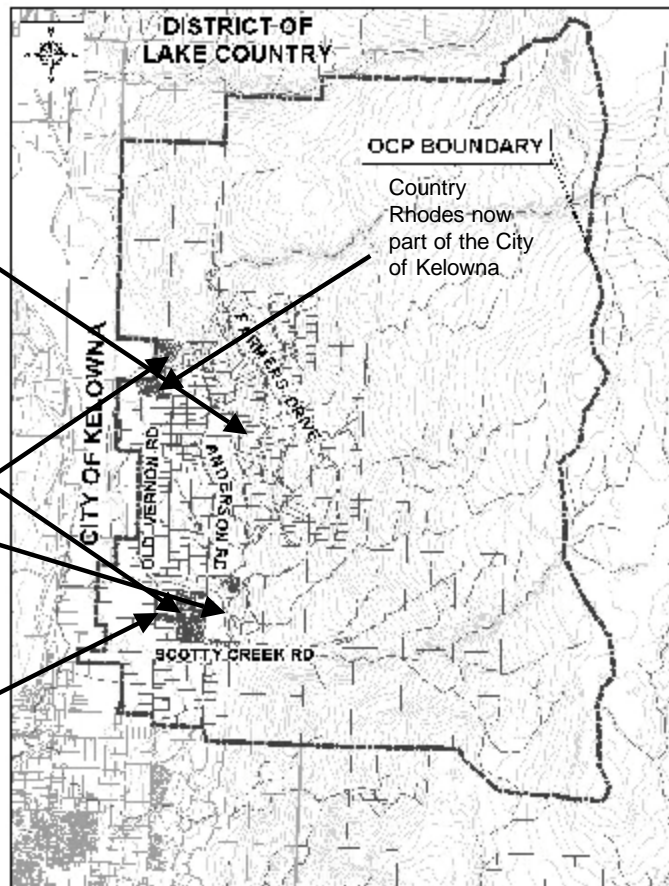 DISTRICT OF
LAKE COUNTRY
OCP BOUNDARY
Country
Rhodes now
part of the City
of Kelowna
FARMERS DRIVE
CITY OF KELOWNA
OLD VERNON RD
ANDERSON RD
SCOTTY CREEK RD